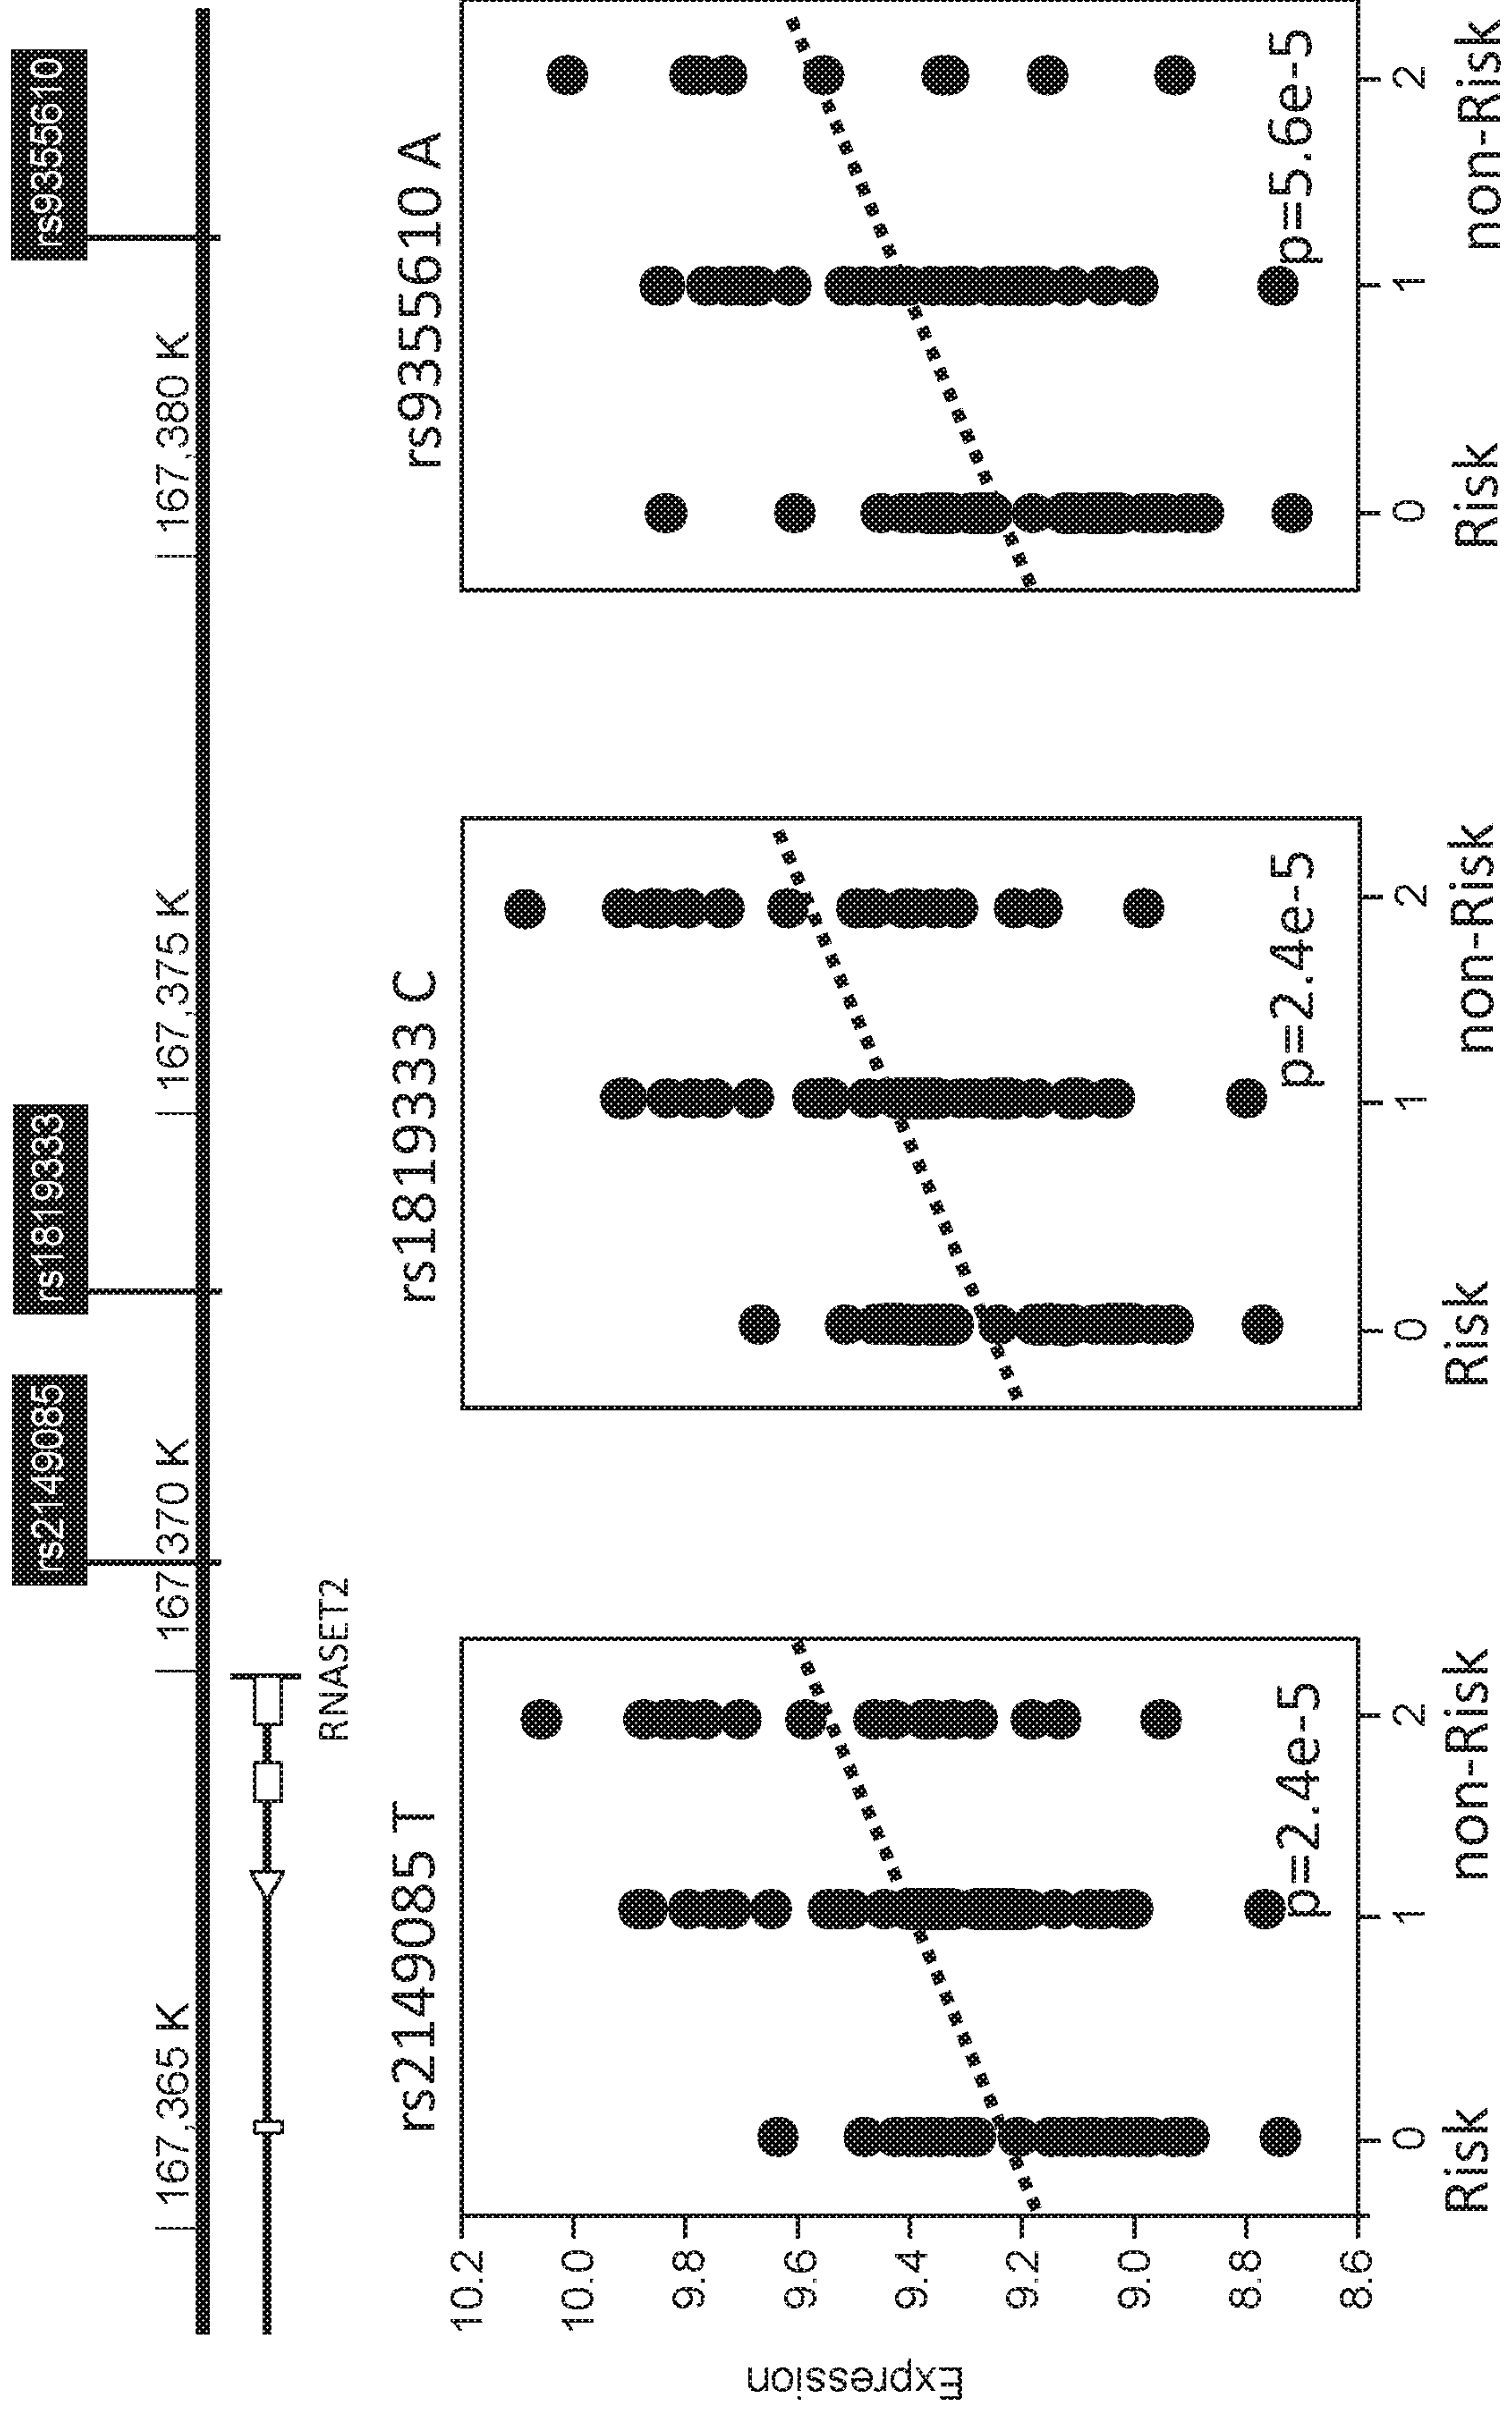 rs2149085
rs1819333
rs9355610
167,365 K
167,370 K
167,375 K
167,380 K
RNASET2
rs2149085 T
rs1819333 C
rs9355610 A
Expression
10.2
10.0
9.8
9.6
9.4
9.2
9.0
8.8
8.6
p=2.4e-5
p=2.4e-5
p=5.6e-5
0 1 2
0 1 2
0 1 2
Risk non-Risk
Risk non-Risk
Risk non-Risk